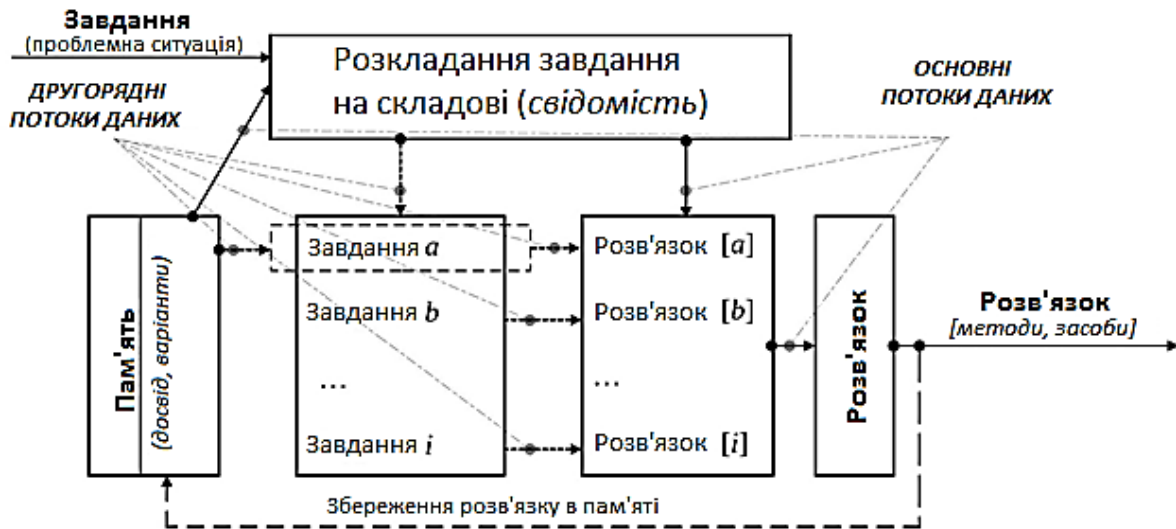 Завдання
(проблемна ситуація)
Розкладання завдання
на складові (свідомість)
ДРУГОРЯДНІ
ПОТОКИ ДАНИХ
ОСНОВНІ
ПОТОКИ ДАНИХ
Пам'ять
(досвід, варіанти)
Завдання a
Завдання b
...
Завдання i
Розв'язок [a]
Розв'язок [b]
...
Розв'язок [i]
Розв'язок
Розв'язок
[методи, засоби]
Збереження розв'язку в пам'яті